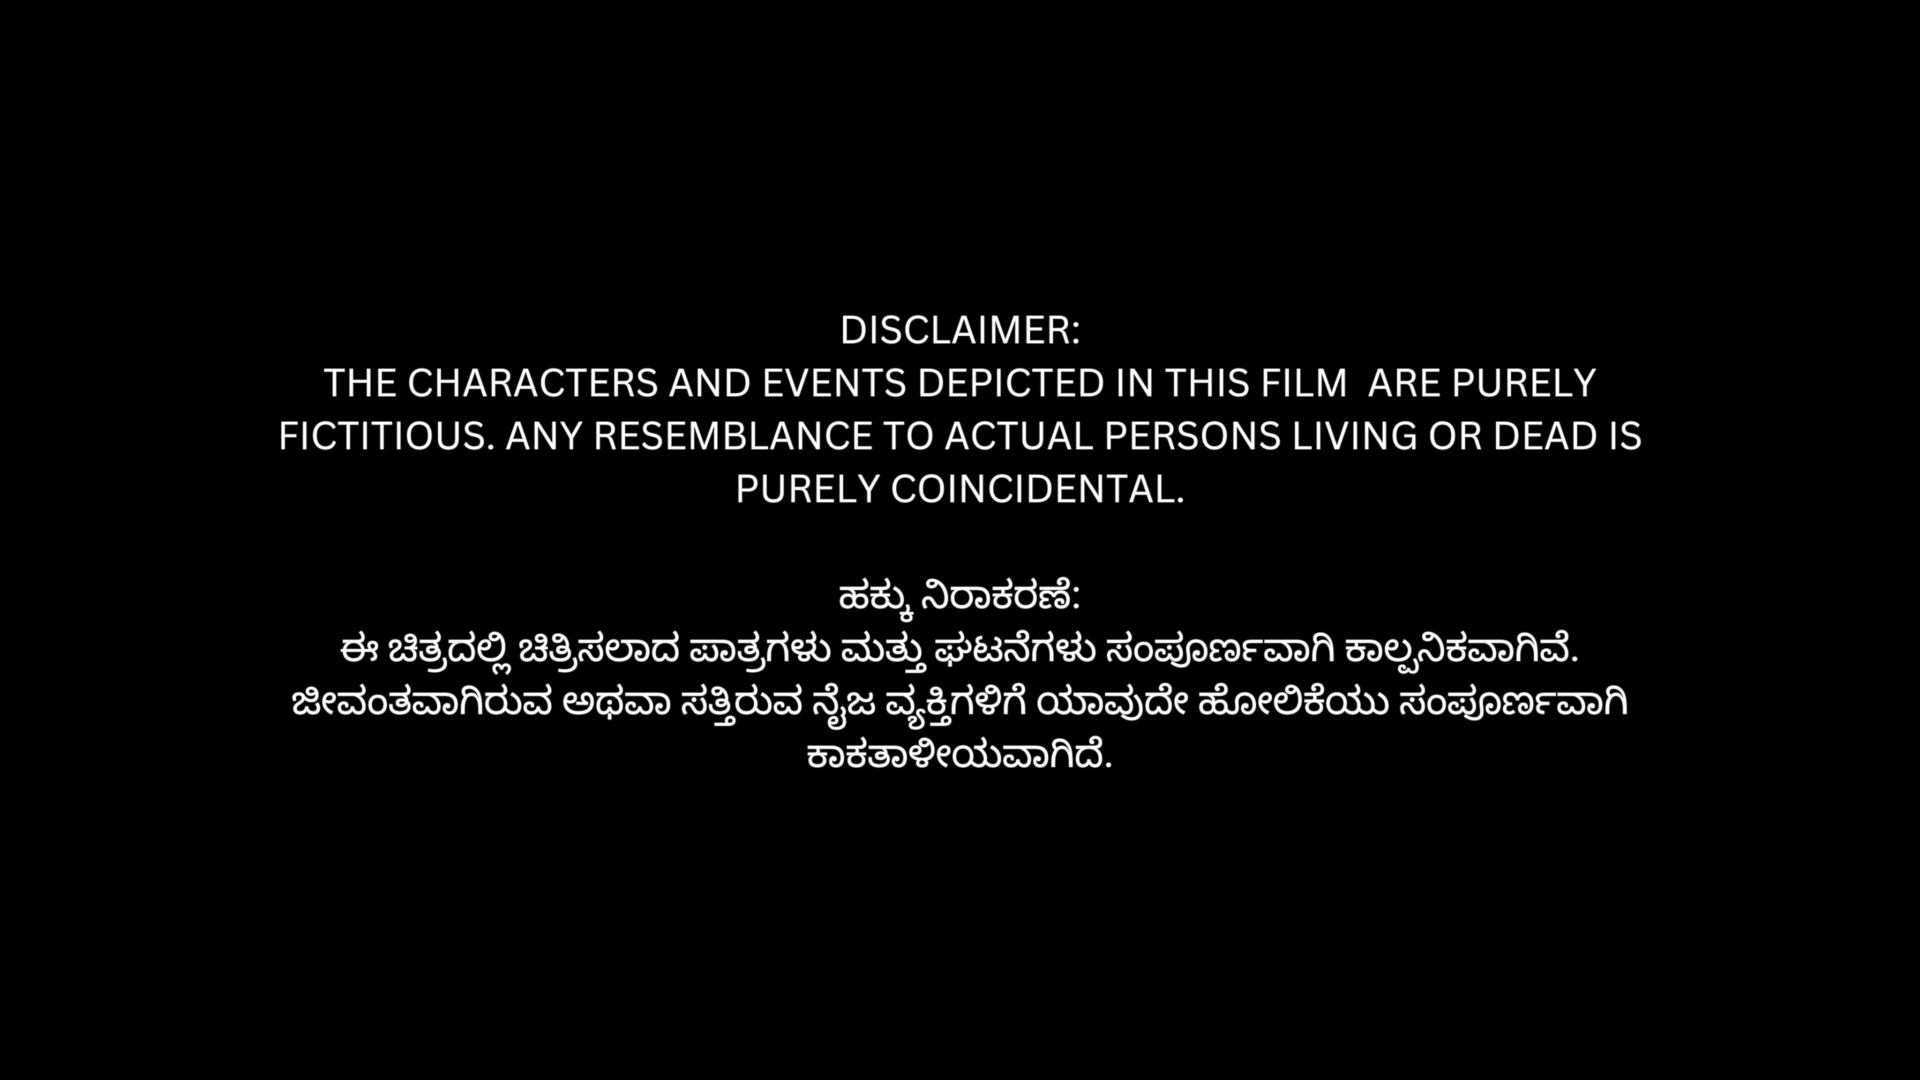 DISCLAIMER:
THE CHARACTERS AND EVENTS DEPICTED IN THIS FILM  ARE PURELY
FICTITIOUS. ANY RESEMBLANCE TO ACTUAL PERSONS LIVING OR DEAD IS
PURELY COINCIDENTAL.
ಹಕ್ಕು ನಿರಾಕರಣೆ:
ಈ ಚಿತ್ರದಲ್ಲಿ ಚಿತ್ರಿಸಲಾದ ಪಾತ್ರಗಳು ಮತ್ತು ಘಟನೆಗಳು ಸಂಪೂರ್ಣವಾಗಿ ಕಾಲ್ಪನಿಕವಾಗಿವೆ.
ಜೀವಂತವಾಗಿರುವ ಅಥವಾ ಸತ್ತಿರುವ ನೈಜ ವ್ಯಕ್ತಿಗಳಿಗೆ ಯಾವುದೇ ಹೋಲಿಕೆಯು ಸಂಪೂರ್ಣವಾಗಿ
ಕಾಕತಾಳೀಯವಾಗಿದೆ.